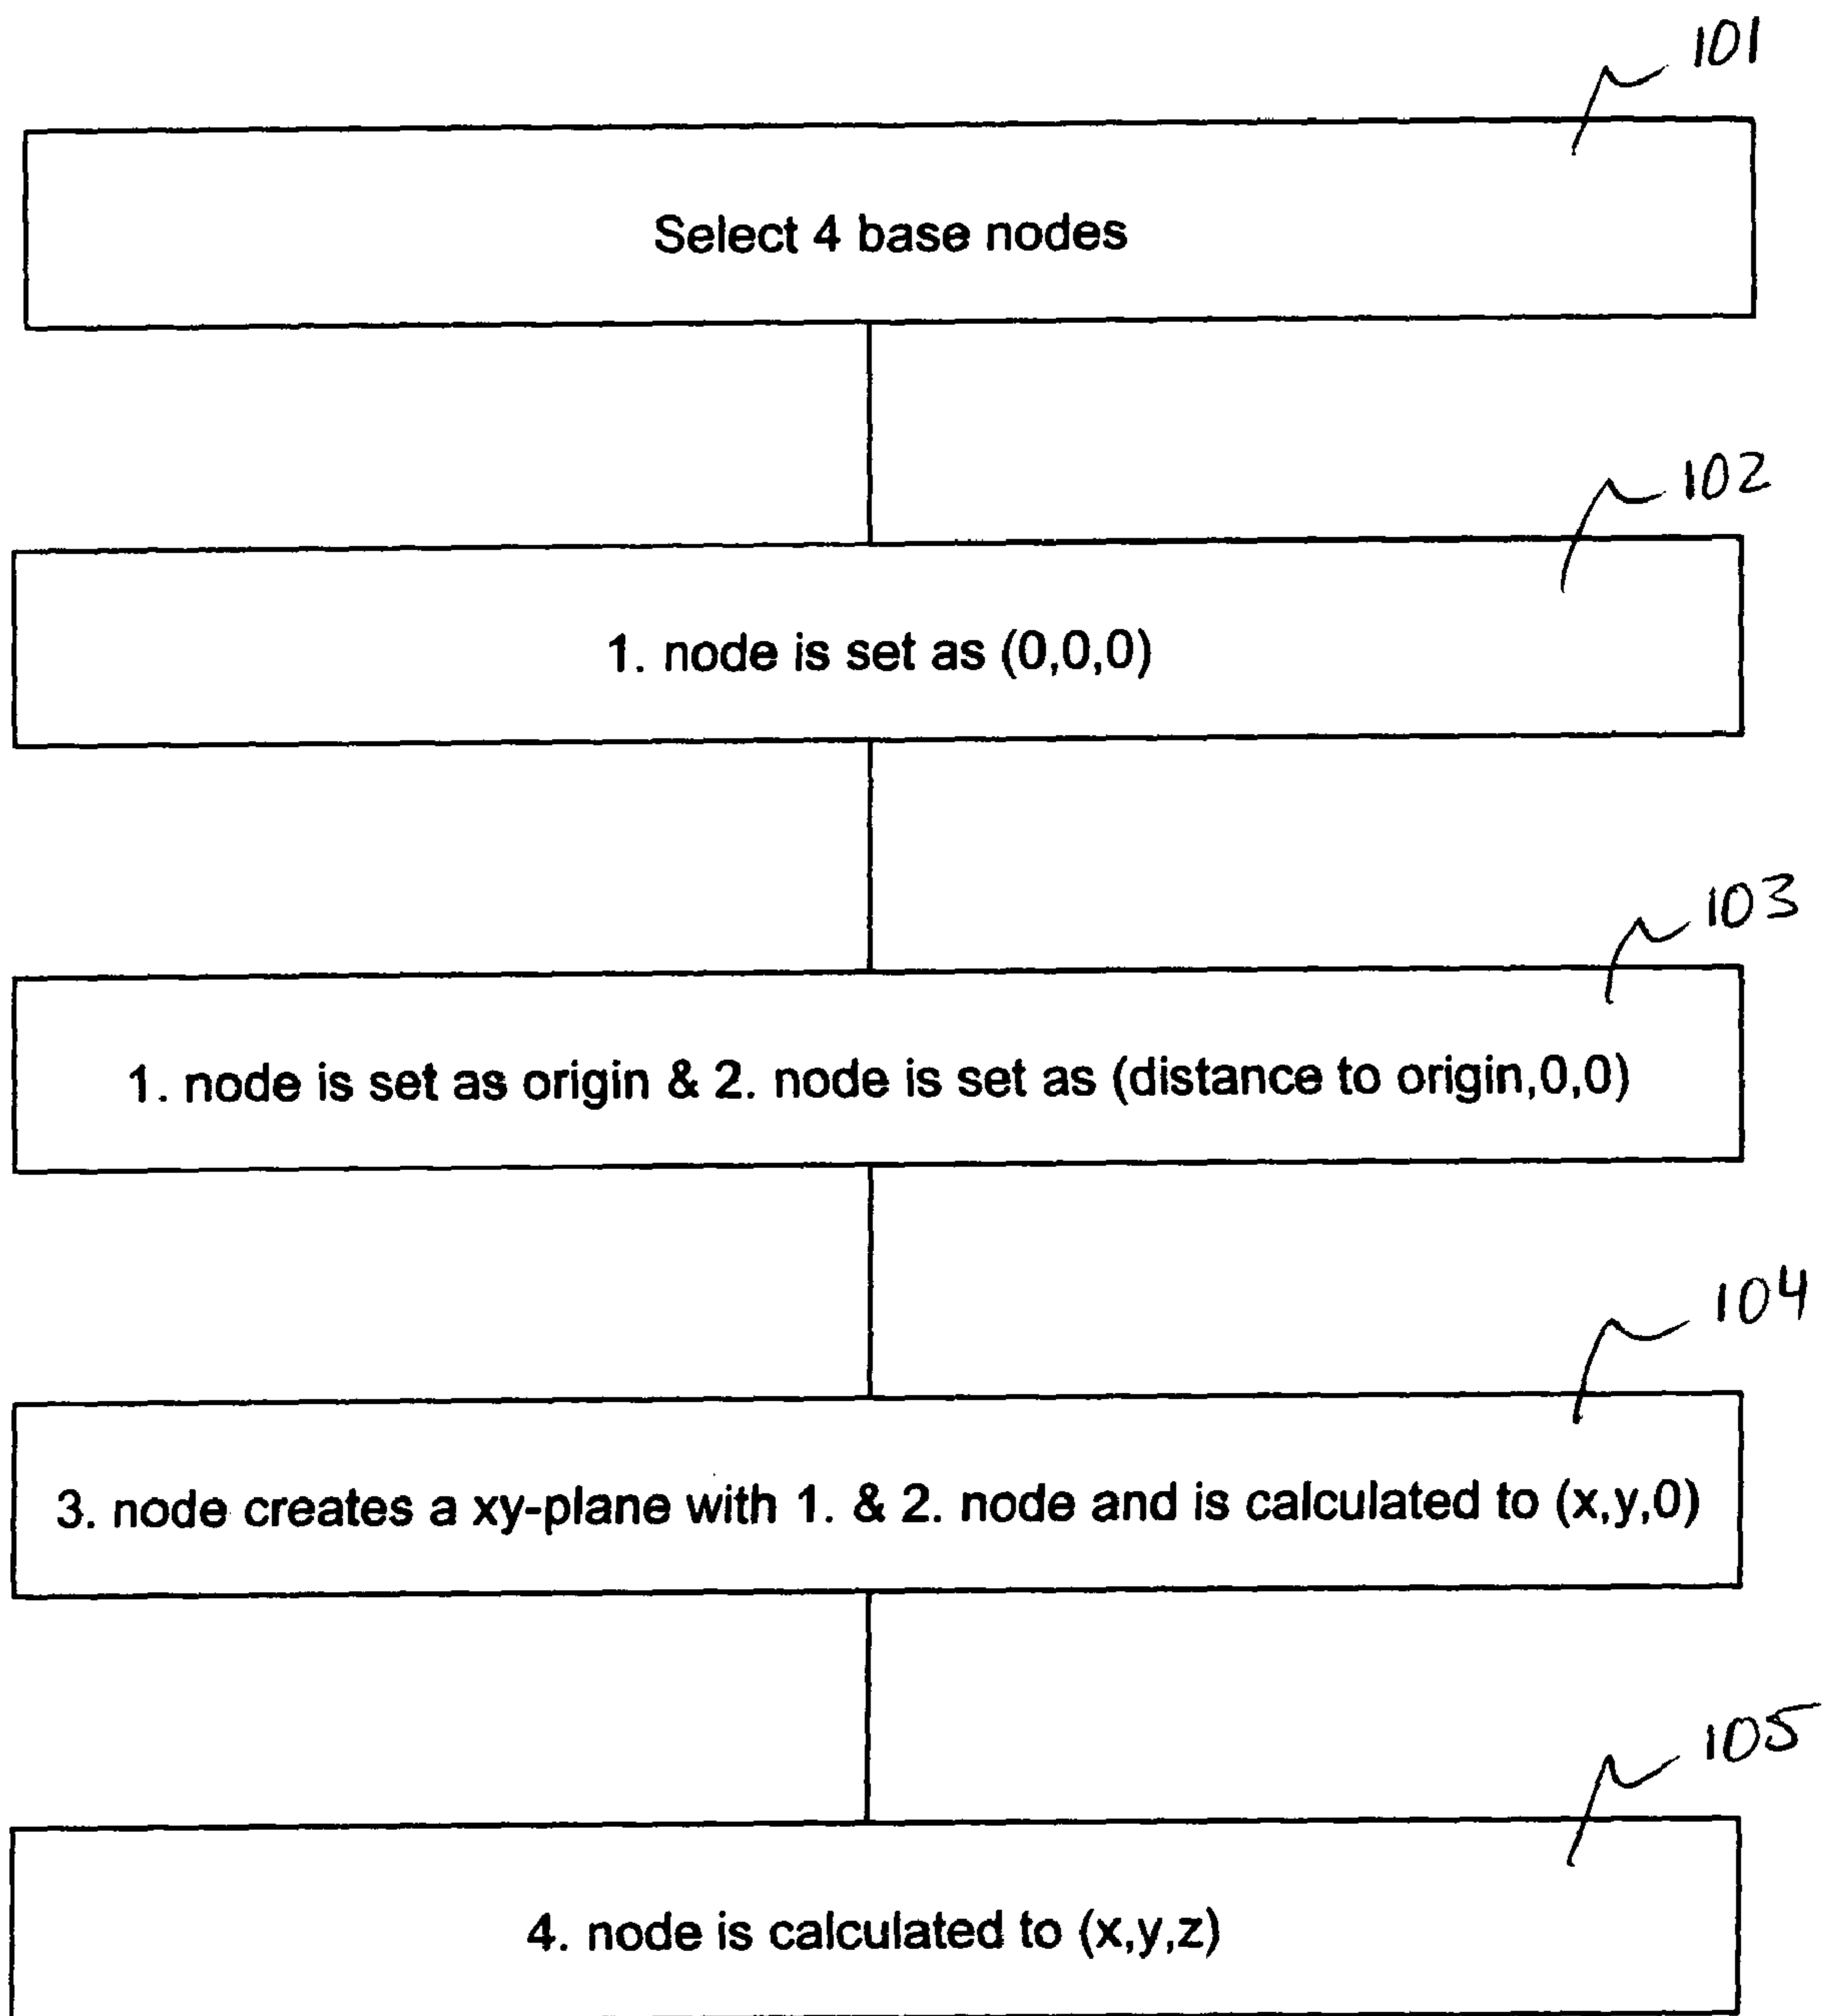 101
Select 4 base nodes
102
1. node is set as (0,0,0)
103
1. node is set as origin & 2. node is set as (distance to origin,0,0)
104
3. node creates a xy-plane with 1. & 2. node and is calculated to (x,y,0)
105
4. node is calculated to (x,y,z)